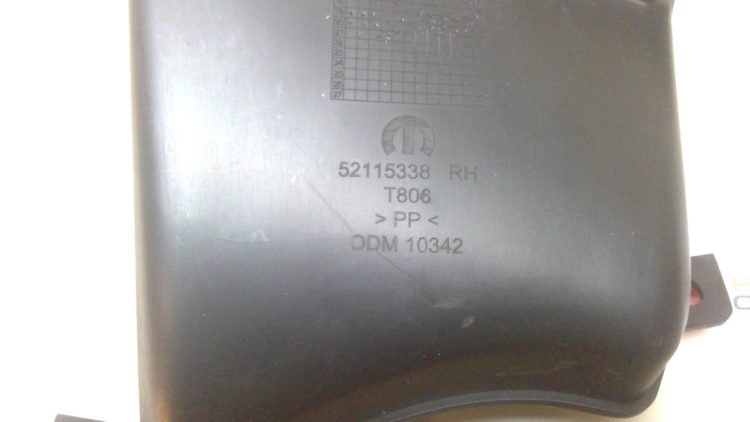 52115338 RH
T806
> PP <
ODM 10342